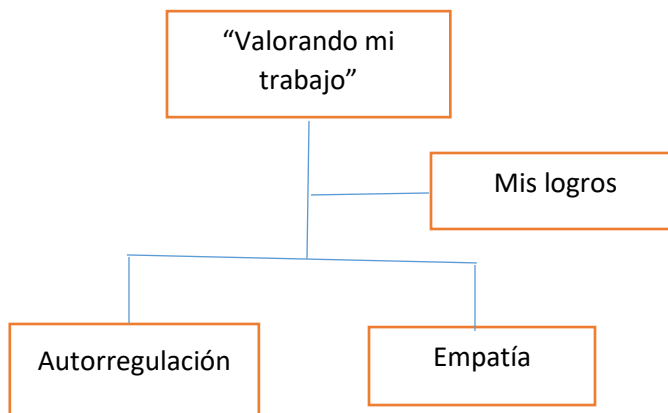 “Valorando mi
trabajo”
Mis logros
Autorregulación
Empatía